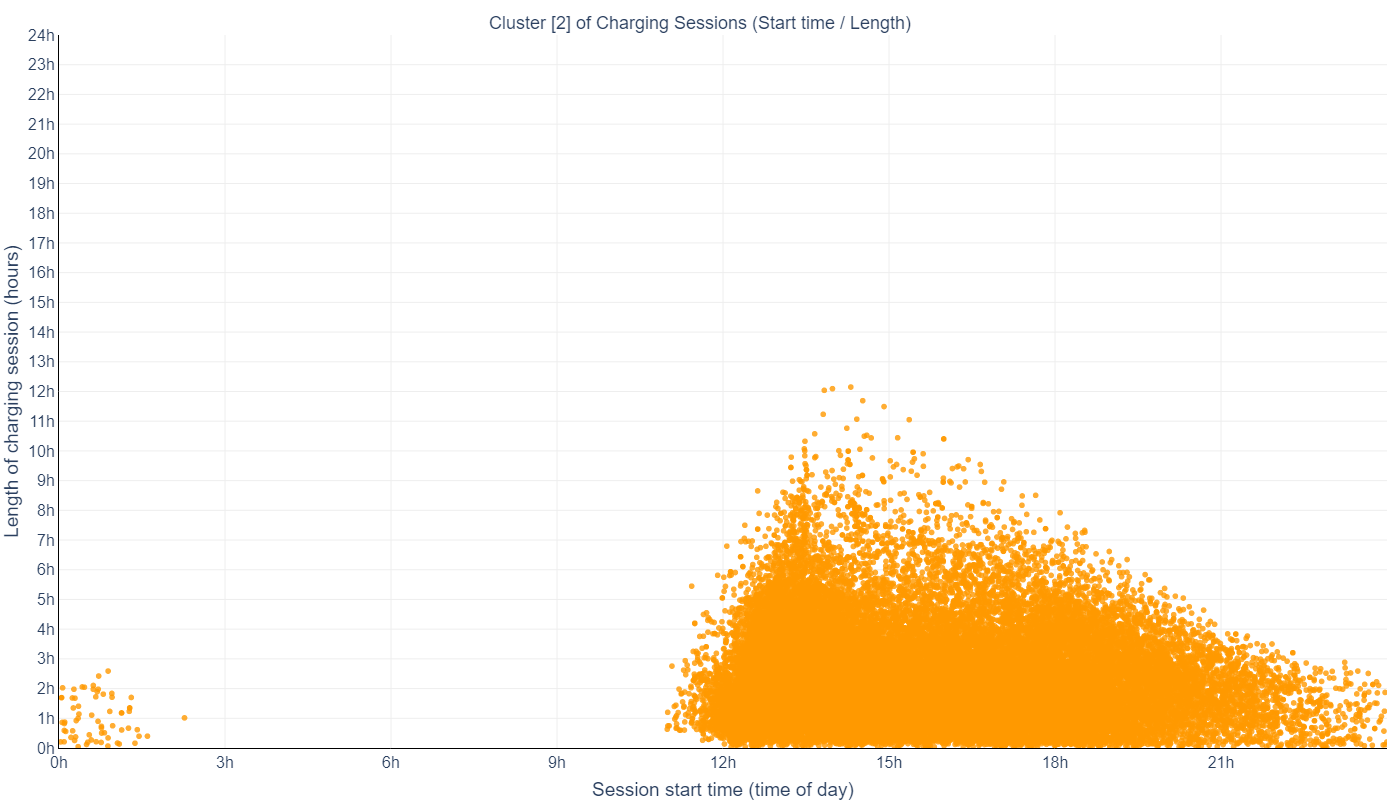 Cluster [2] of Charging Sessions (Start time / Length)
24h
23h
22h
21h
20h
19h
18h
17h
16h
15h
14h
13h
12h
11h
10h
9h
8h
7h
6h
5h
4h
3h
2h
1h
0h
Length of charging session (hours)
0h 3h 6h 9h 12h 15h 18h 21h
Session start time (time of day)